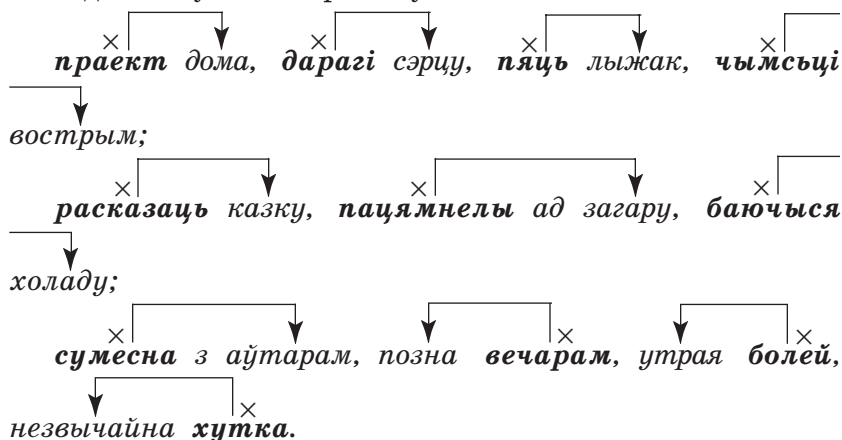 праект дома, дарагі сэрцу, пяць лыжак, чымсьці
вострым;
расказаць казку, пацямнелы ад загару, баючыся
холаду;
сумесна з аўтарам, позна вечарам, утрая болей,
незвычайна хутка.